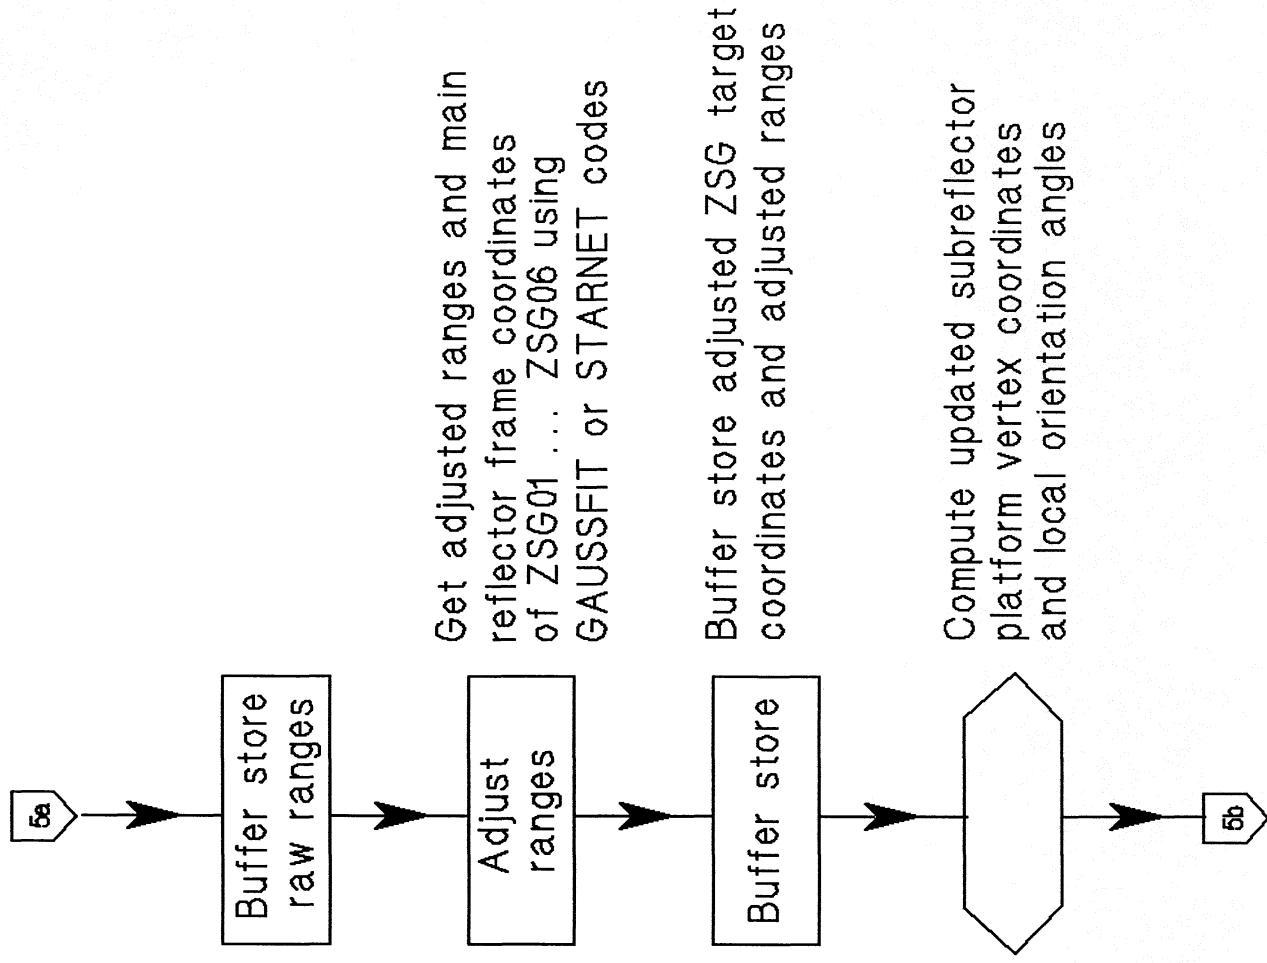 5a
Buffer store
raw ranges
Adjust
ranges
Get adjusted ranges and main
reflector frame coordinates
of ZSG01 ... ZSG06 using
GAUSSFIT or STARNET codes
Buffer store
Buffer store adjusted ZSG target
coordinates and adjusted ranges
Compute updated subreflector
platform vertex coordinates
and local orientation angles
5b